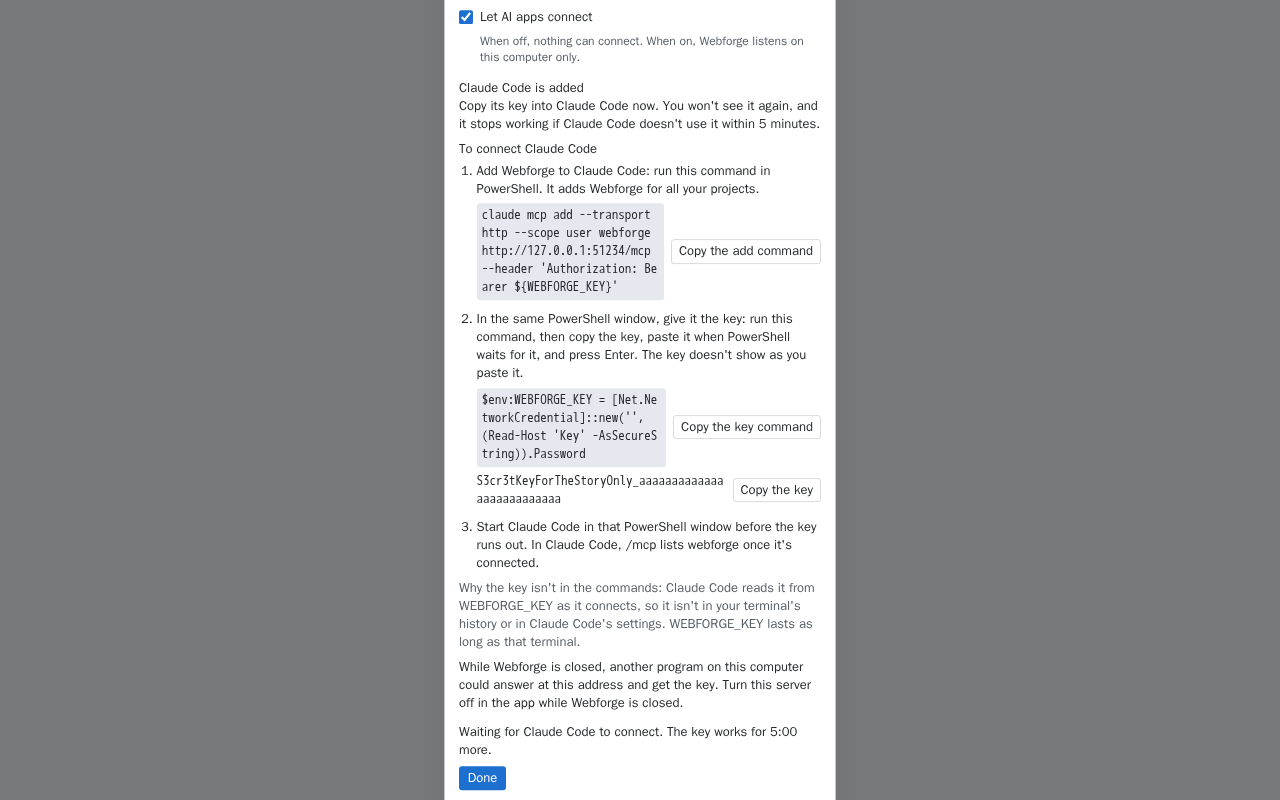 Let AI apps connect
When off, nothing can connect. When on, Webforge listens on
this computer only.
Claude Code is added
Copy its key into Claude Code now. You won't see it again, and
it stops working if Claude Code doesn't use it within 5 minutes.
To connect Claude Code
1. Add Webforge to Claude Code: run this command in
PowerShell. It adds Webforge for all your projects.
claude mcp add --transport
http --scope user webforge
http://127.0.0.1:51234/mcp
--header 'Authorization: Be
arer ${WEBFORGE_KEY}'
Copy the add command
2. In the same PowerShell window, give it the key: run this
command, then copy the key, paste it when PowerShell
waits for it, and press Enter. The key doesn't show as you
paste it.
$env:WEBFORGE_KEY = [Net.Ne
tworkCredential]::new('',
(Read-Host 'Key' -AsSecureS
tring)).Password
Copy the key command
S3cr3tKeyForTheStoryOnly_aaaaaaaaaaaaa
aaaaaaaaaaaaa
Copy the key
3. Start Claude Code in that PowerShell window before the key
runs out. In Claude Code, /mcp lists webforge once it's
connected.
Why the key isn't in the commands: Claude Code reads it from
WEBFORGE_KEY as it connects, so it isn't in your terminal's
history or in Claude Code's settings. WEBFORGE_KEY lasts as
long as that terminal.
While Webforge is closed, another program on this computer
could answer at this address and get the key. Turn this server
off in the app while Webforge is closed.
Waiting for Claude Code to connect. The key works for 5:00
more.
Done